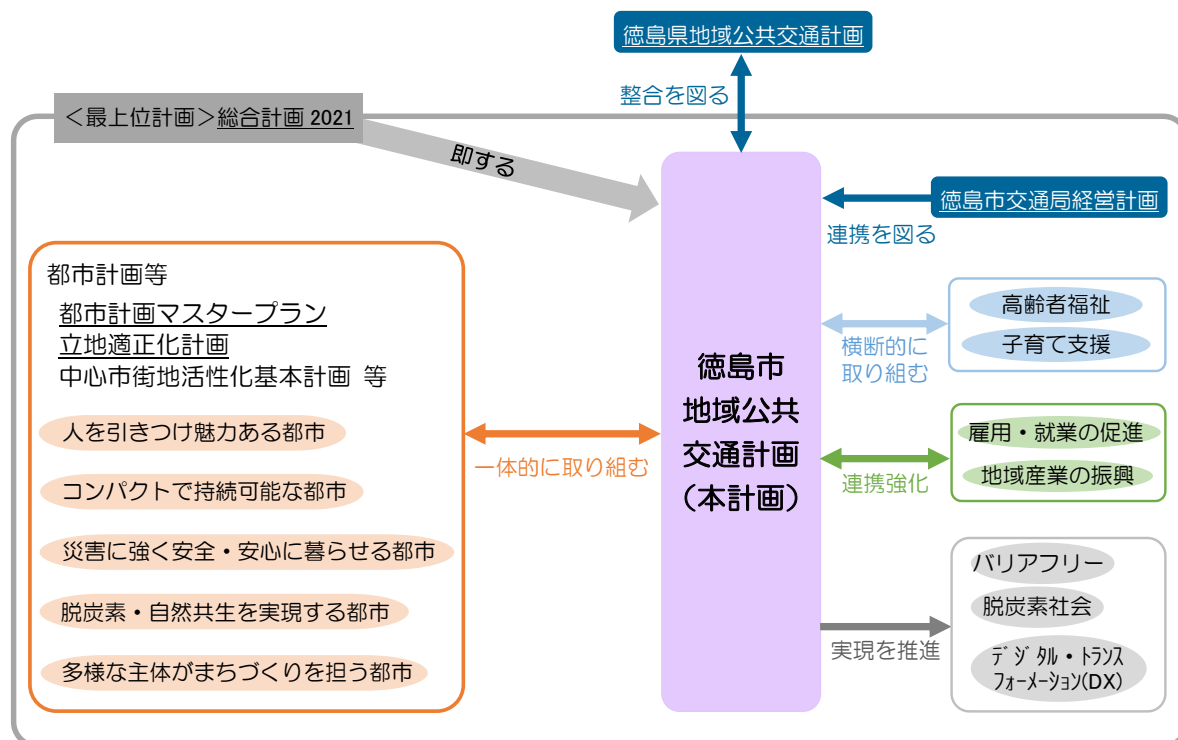 徳島県地域公共交通計画
整合を図る
＜最上位計画＞総合計画 2021
即する
徳島市交通局経営計画
連携を図る
都市計画等
都市計画マスタープラン
立地適正化計画
中心市街地活性化基本計画 等
人を引きつけ魅力ある都市
コンパクトで持続可能な都市
災害に強く安全・安心に暮らせる都市
脱炭素・自然共生を実現する都市
多様な主体がまちづくりを担う都市
一体的に取り組む
徳島市
地域公共
交通計画
（本計画）
高齢者福祉
子育て支援
横断的に
取り組む
雇用・就業の促進
地域産業の振興
連携強化
バリアフリー
脱炭素社会
ﾃﾞｼﾞﾀﾙ・ﾄﾗﾝｽ
ﾌｫｰﾒｰｼｮﾝ(DX)
実現を推進